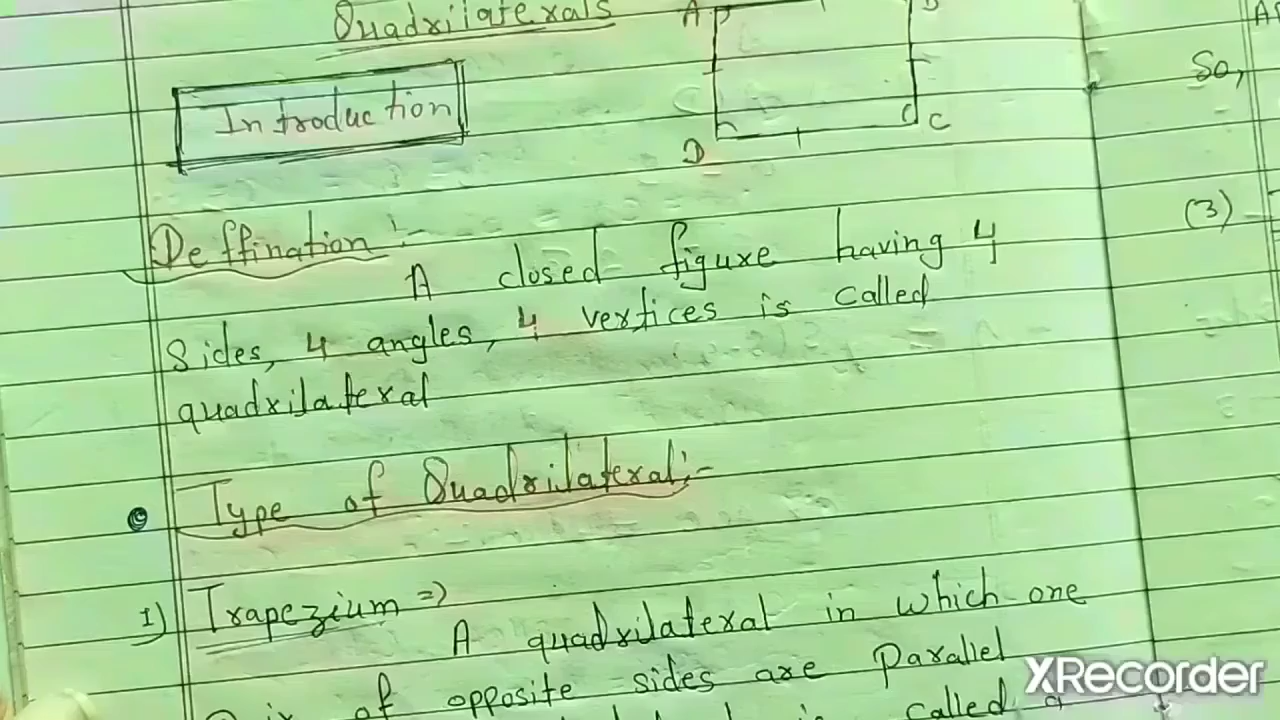 Quadrilaterals
A
B
Introduction
D
C
So,
(3)
Deffination :-
A closed figure having 4
sides, 4 angles, 4 vertices is called
quadrilateral
Type of Quadrilateral:-
1) Trapezium =>
A quadrilateral in which one
of opposite sides are parallel
called a
XRecorder